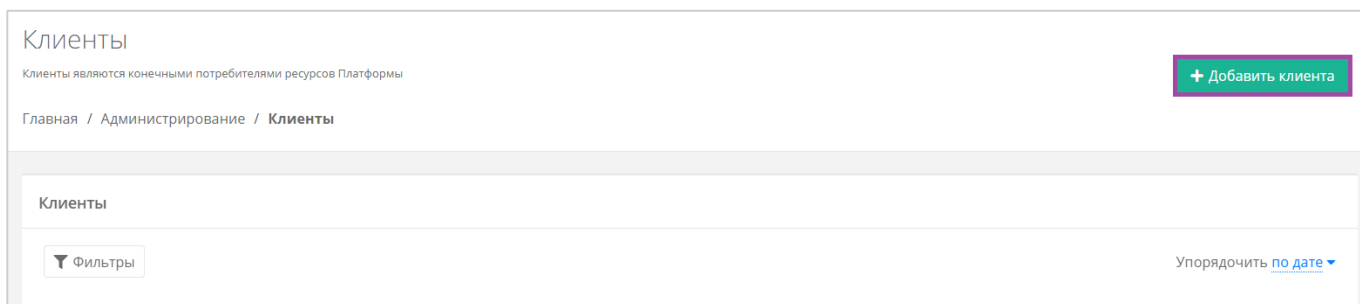 Клиенты
Клиенты являются конечными потребителями ресурсов Платформы
+ Добавить клиента
Главная / Администрирование / Клиенты
Клиенты
Фильтры
Упорядочить по дате